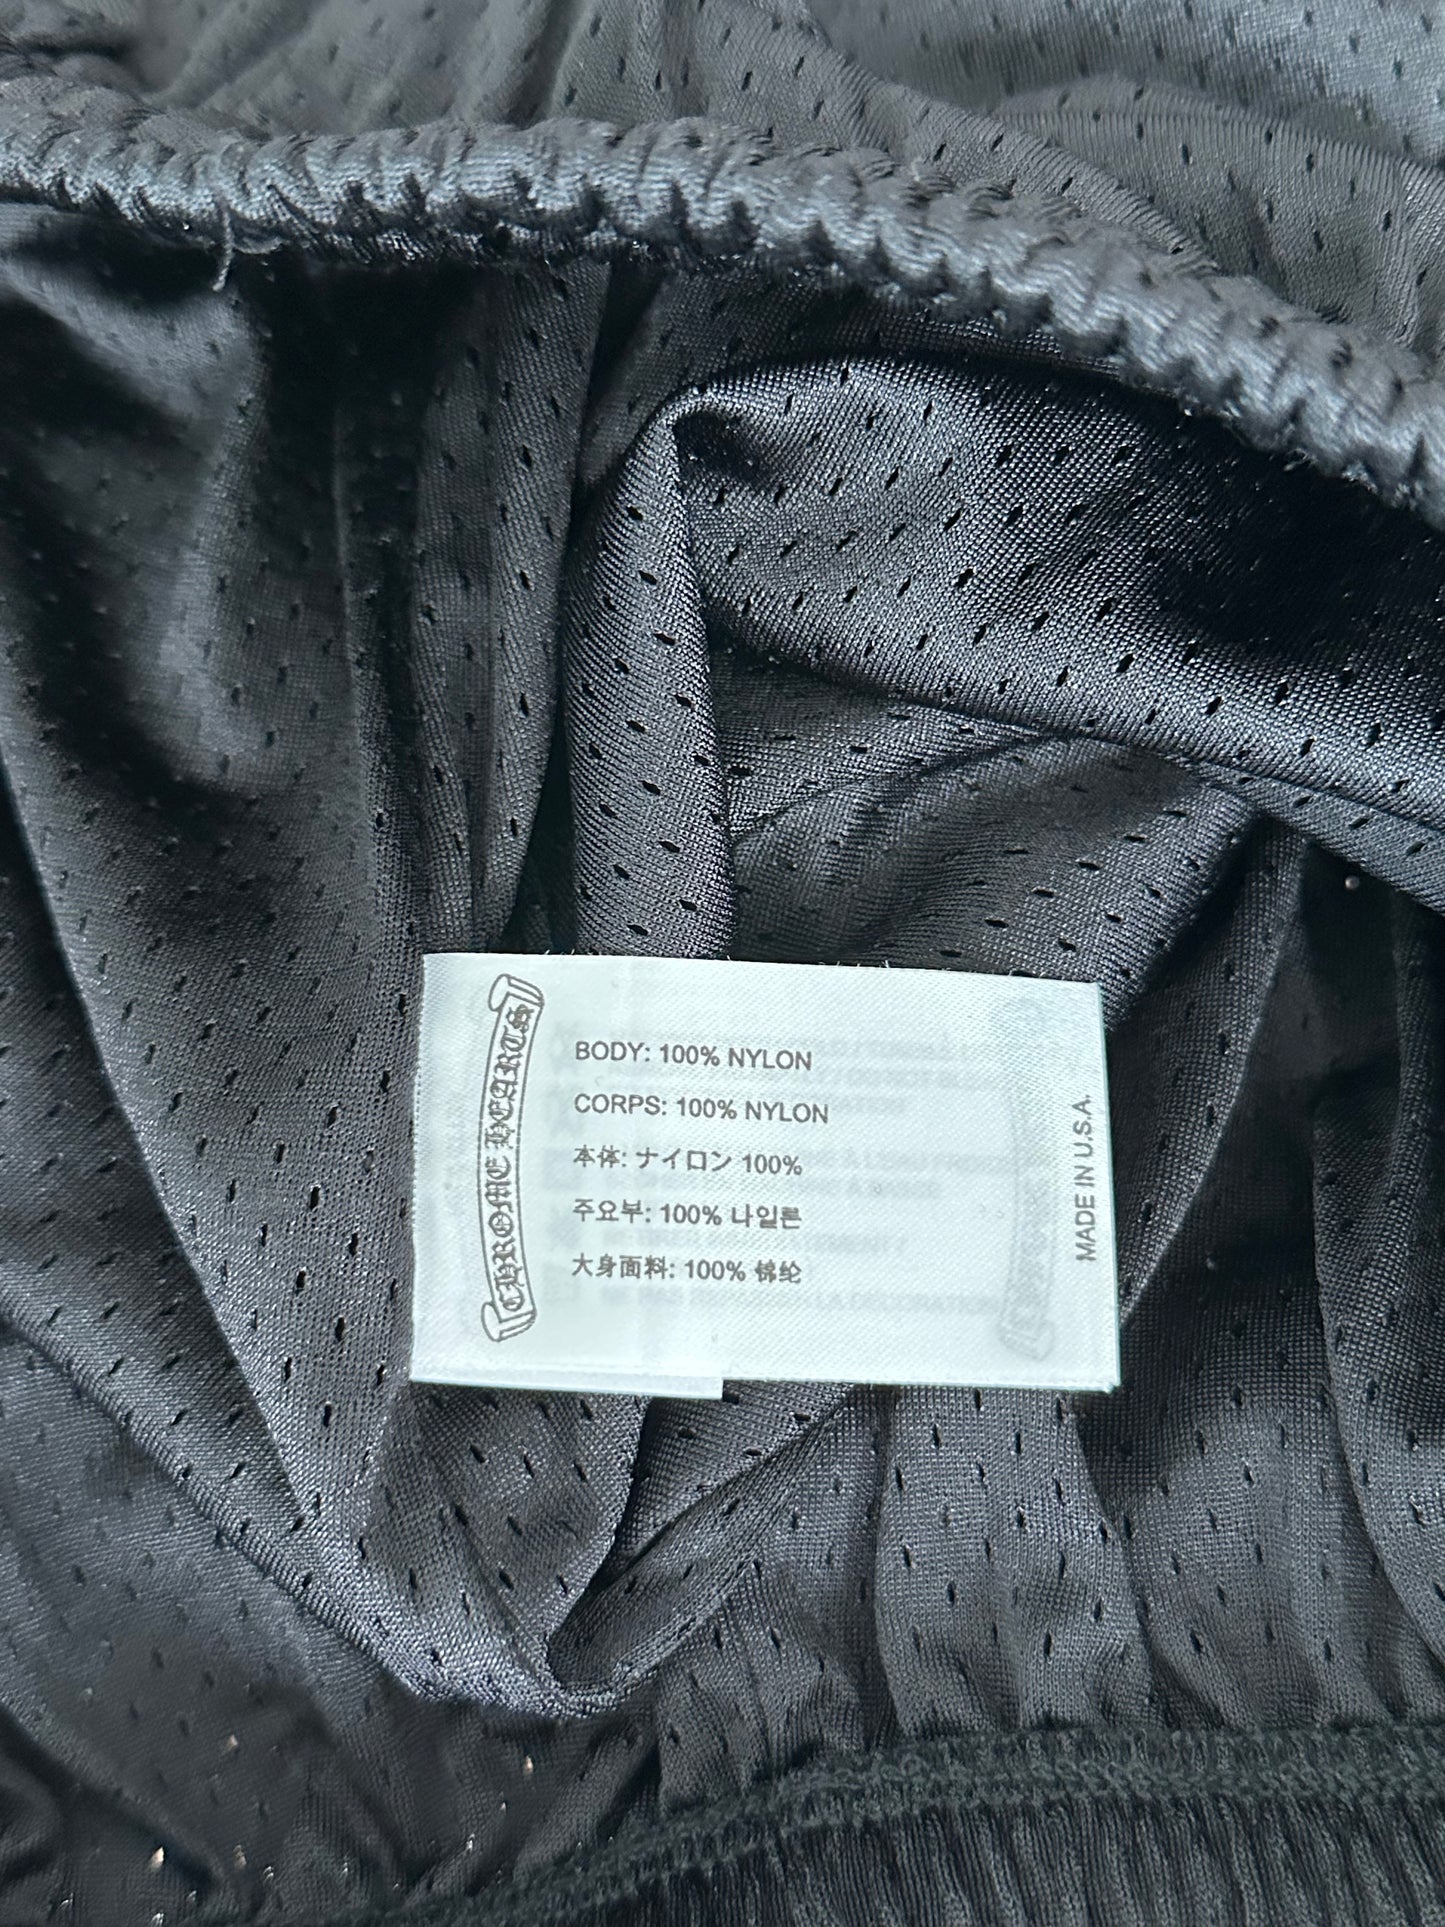 CHROME HEARTS
BODY: 100% NYLON
CORPS: 100% NYLON
本体: ナイロン 100%
주요부: 100% 나일론
大身面料: 100% 锦纶
MADE IN U.S.A.